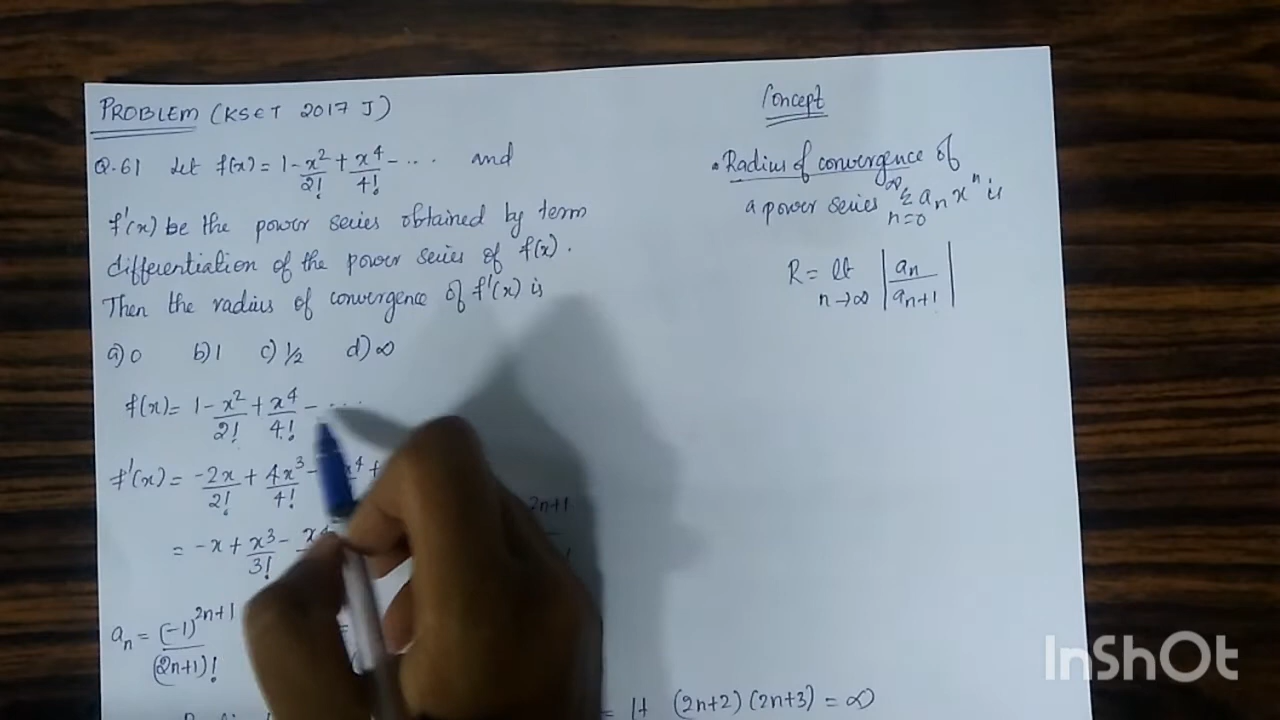 PROBLEM (KSET 2017 J)
Q.61 Let f(x) = 1 - x²/2! + x⁴/4! - .... and
f'(x) be the power series obtained by term
differentiation of the power series of f(x).
Then the radius of convergence of f'(x) is
a) 0 b) 1 c) 1/2 d) ∞
f(x) = 1 - x²/2! + x⁴/4! - ....
f'(x) = -2x/2! + 4x³/4! -
= -x + x³/3! -
2n+1
aₙ = (-1)²ⁿ⁺¹/(2n+1)! =
= lt (2n+2)(2n+3) = ∞
Concept
• Radius of convergence of
a power series ∞ Σ n=0 aₙxⁿ is
R = lt n→∞ |aₙ/aₙ₊₁|
InShOt